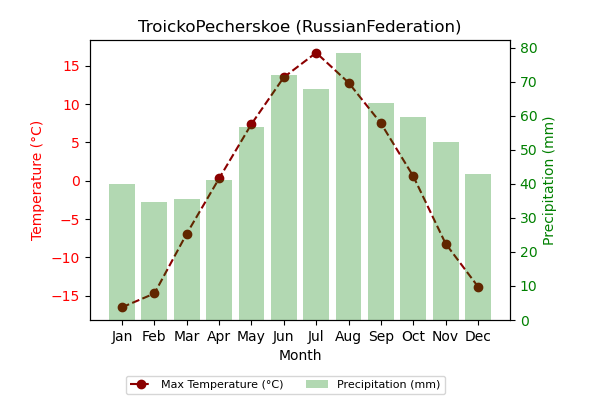 TroickoPecherskoe (RussianFederation)
Temperature (°C)
15
10
5
0
−5
−10
−15
80
70
60
50
40
30
20
10
0
Precipitation (mm)
Jan Feb Mar Apr May Jun Jul Aug Sep Oct Nov Dec
Month
Max Temperature (°C) Precipitation (mm)